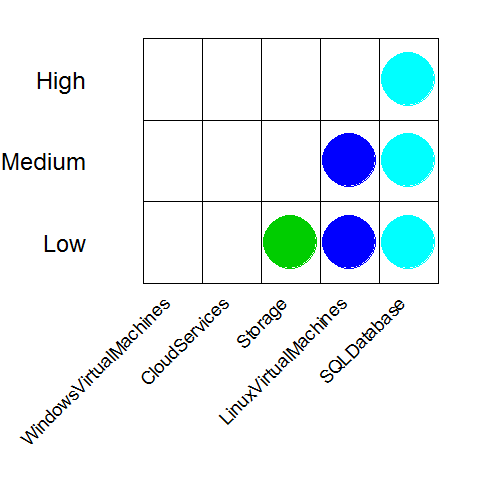 High
Medium
Low
WindowsVirtualMachines
CloudServices
Storage
LinuxVirtualMachines
SQLDatabase